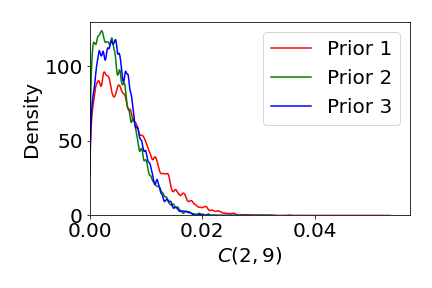 Prior 1
Prior 2
Prior 3
Density
100
50
0
0.00
0.02
0.04
C(2, 9)